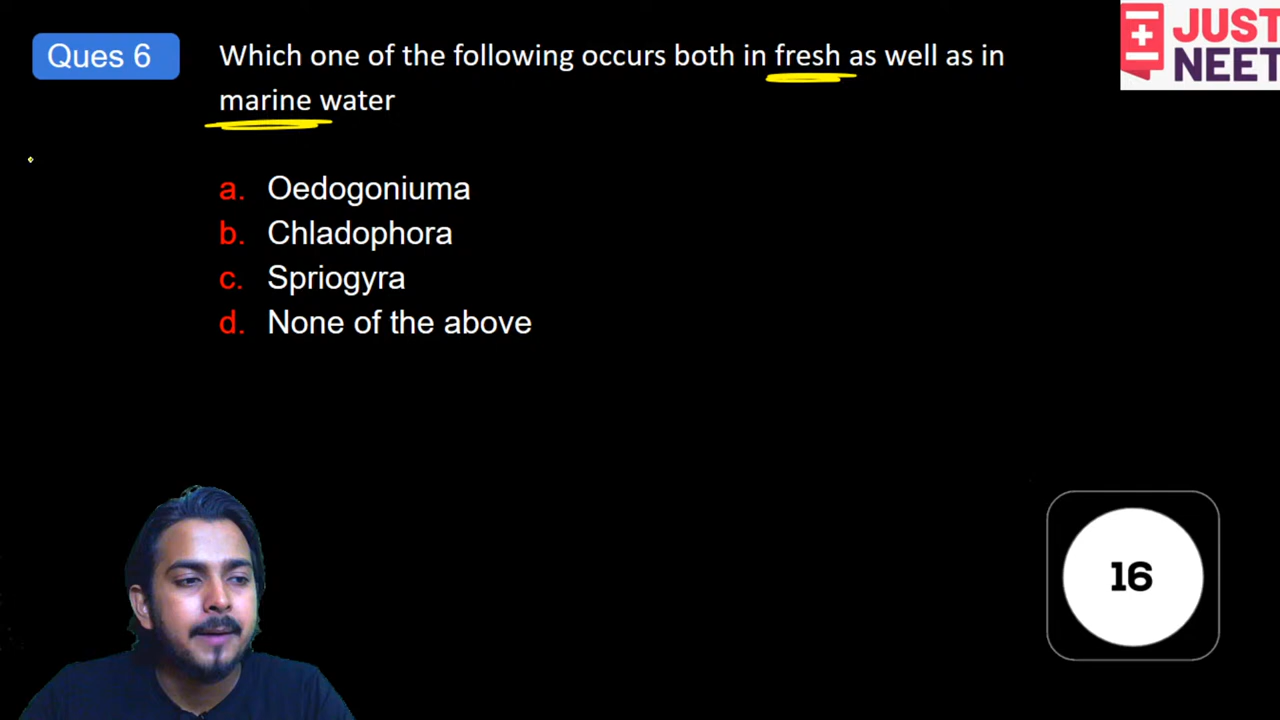 JUST
NEET
Ques 6
Which one of the following occurs both in fresh as well as in
marine water
a. Oedogoniuma
b. Chladophora
c. Spriogyra
d. None of the above
16